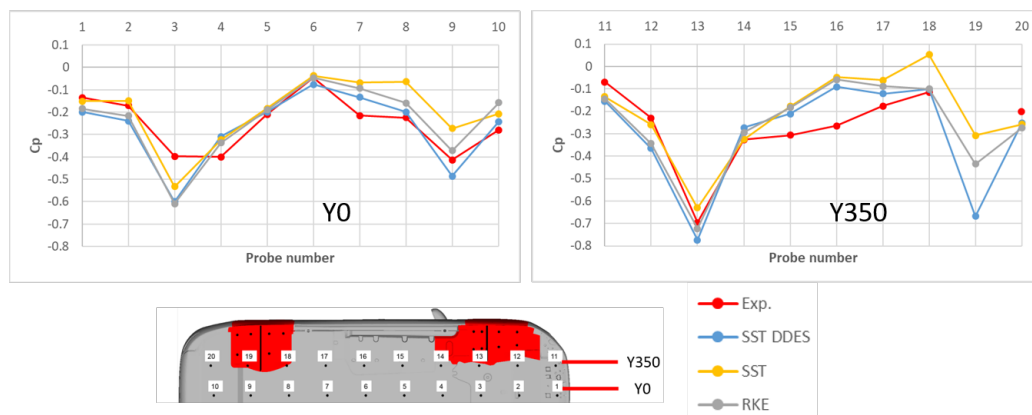 1 2 3 4 5 6 7 8 9 10
0.1
0
-0.1
-0.2
-0.3
-0.4
-0.5
-0.6
-0.7
-0.8
Cp
Y0
Probe number
11 12 13 14 15 16 17 18 19 20
0.1
0
-0.1
-0.2
-0.3
-0.4
-0.5
-0.6
-0.7
-0.8
Y350
Probe number
20 19 18 17 16 15 14 13 12 11
Y350
10 9 8 7 6 5 4 3 2 1
Y0
Exp.
SST DDES
SST
RKE